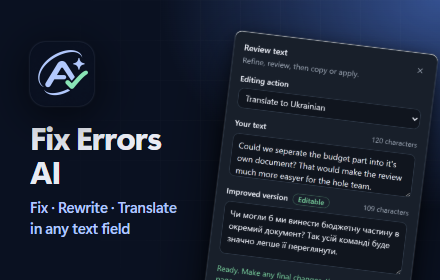 Fix Errors
AI
Fix · Rewrite · Translate
in any text field
Review text
Refine, review, then copy or apply.
Editing action
Translate to Ukrainian
Your text
120 characters
Could we seperate the budget part into it's
own document? That would make the review
much more easyer for the hole team.
Improved version
Editable
109 characters
Чи могли б ми винести бюджетну частину в
окремий документ? Так усій команді буде
значно легше її переглянути.
Ready. Make any final changes,